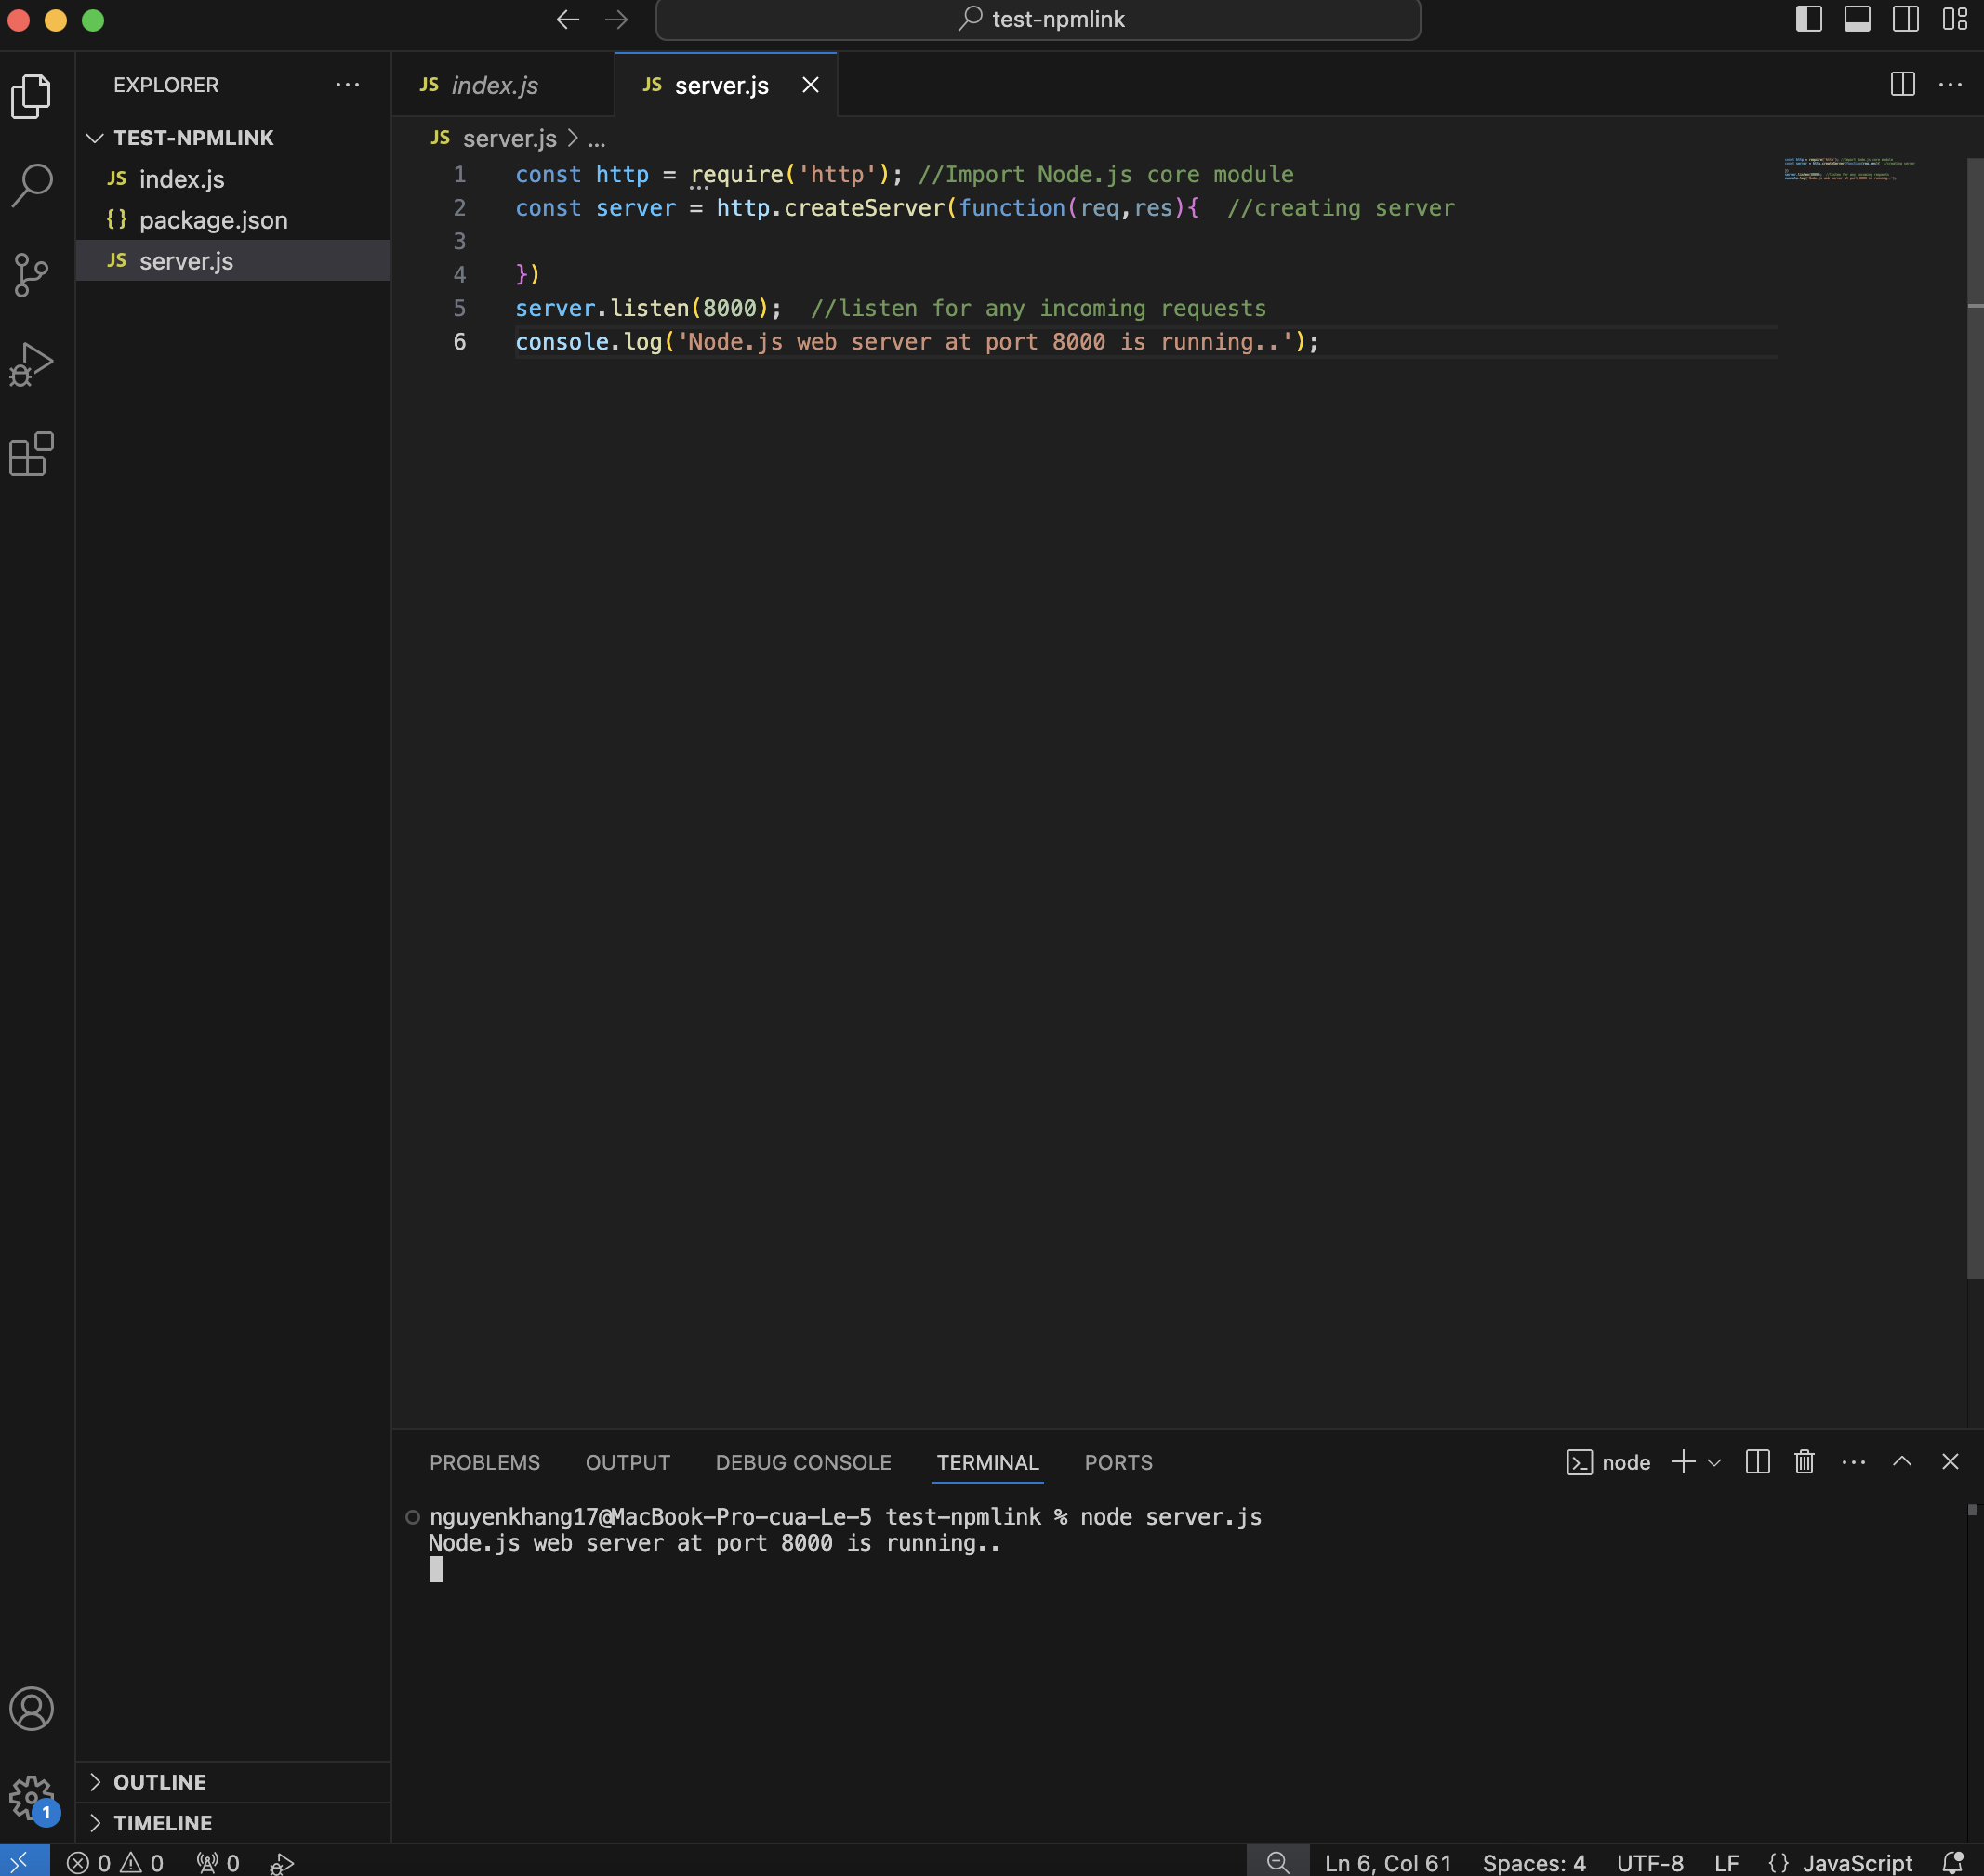 test-npmlink
EXPLORER
TEST-NPMLINK
JS index.js
{} package.json
JS server.js
OUTLINE
TIMELINE
JS index.js
JS server.js
JS server.js > ...
1 const http = require('http'); //Import Node.js core module
2 const server = http.createServer(function(req,res){  //creating server
3
4 })
5 server.listen(8000);  //listen for any incoming requests
6 console.log('Node.js web server at port 8000 is running..');
PROBLEMS OUTPUT DEBUG CONSOLE TERMINAL PORTS node
nguyenkhang17@MacBook-Pro-cua-Le-5 test-npmlink % node server.js
Node.js web server at port 8000 is running..
1
0 0 0 Ln 6, Col 61 Spaces: 4 UTF-8 LF {} JavaScript